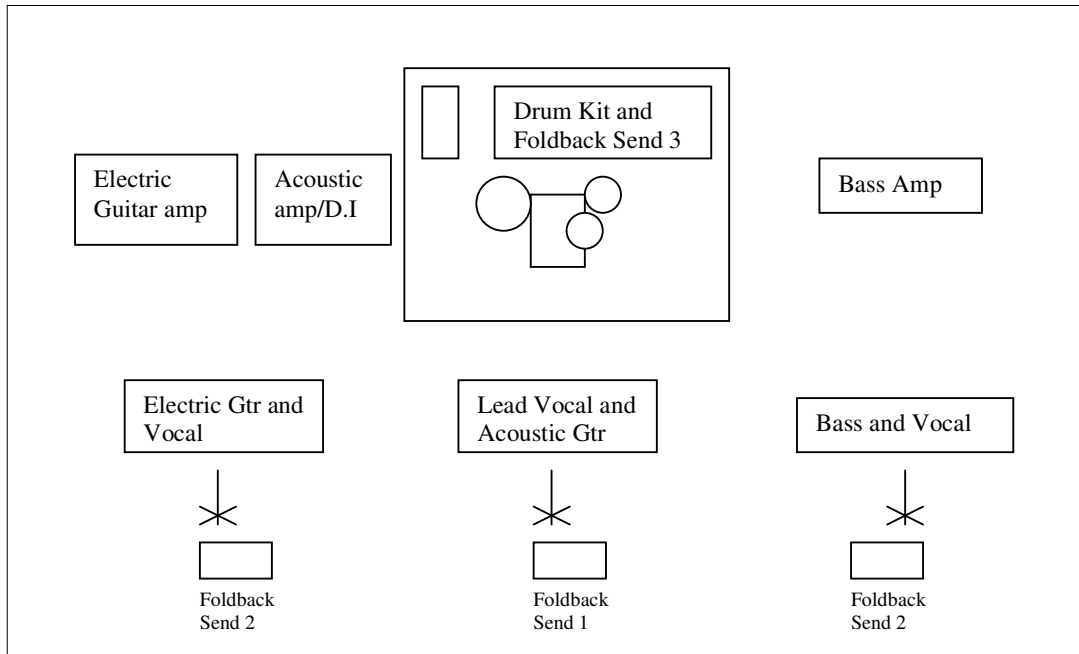 Drum Kit and
Foldback Send 3
Electric
Guitar amp
Acoustic
amp/D.I
Bass Amp
Electric Gtr and
Vocal
Lead Vocal and
Acoustic Gtr
Bass and Vocal
Foldback
Send 2
Foldback
Send 1
Foldback
Send 2